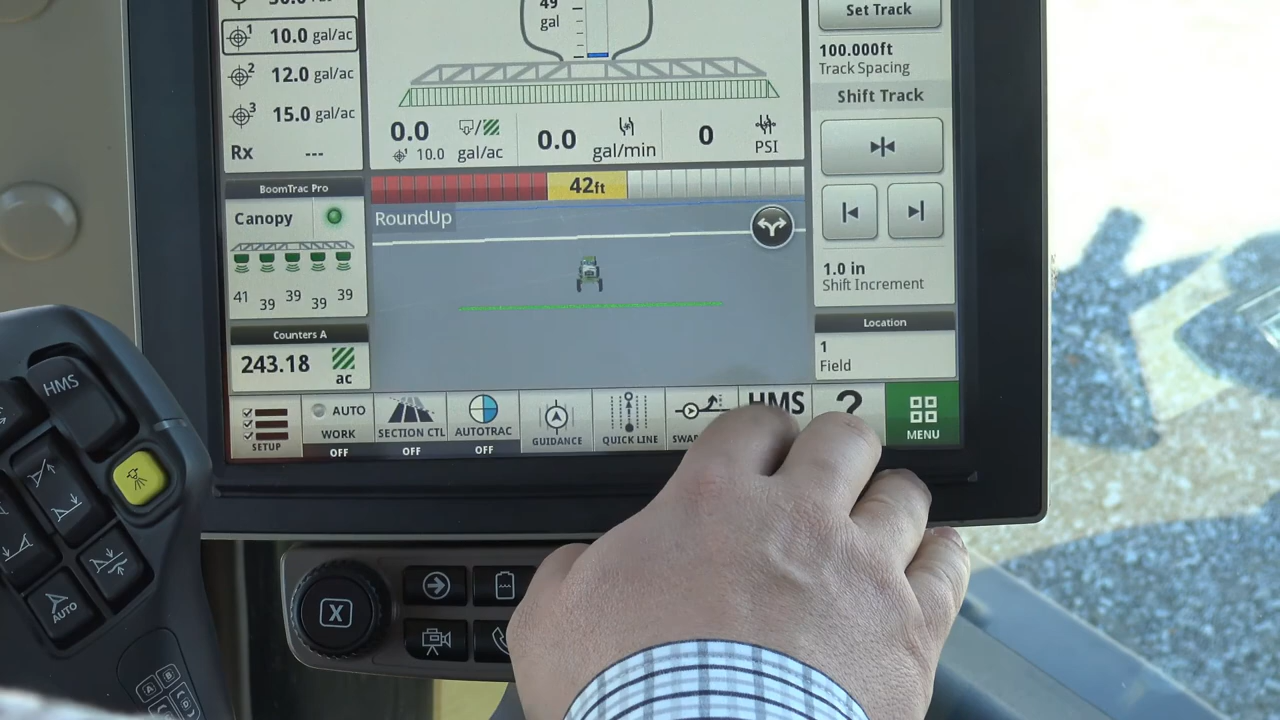 1 10.0 gal/ac
2 12.0 gal/ac
3 15.0 gal/ac
Rx ---
49
gal
0.0
10.0 gal/ac
0.0
gal/min
0
PSI
Set Track
100.000ft
Track Spacing
Shift Track
1.0 in
Shift Increment
Location
1
Field
BoomTrac Pro
Canopy
41 39 39 39 39
Counters A
243.18
ac
42ft
RoundUp
SETUP
AUTO
WORK
OFF
SECTION CTL
OFF
AUTOTRAC
OFF
GUIDANCE
QUICK LINE
HMS
?
MENU
HMS
AUTO
A B
X